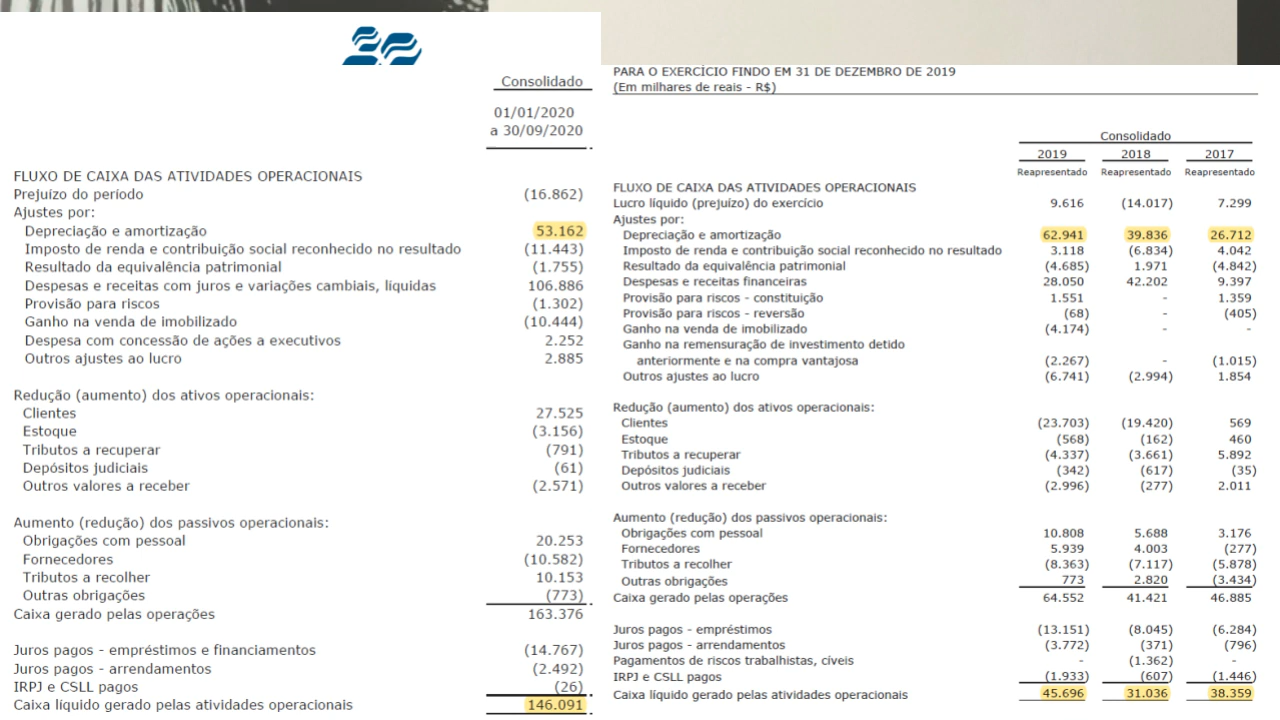 Consolidado
01/01/2020
a 30/09/2020
FLUXO DE CAIXA DAS ATIVIDADES OPERACIONAIS
Prejuízo do período (16.862)
Ajustes por:
Depreciação e amortização 53.162
Imposto de renda e contribuição social reconhecido no resultado (11.443)
Resultado da equivalência patrimonial (1.755)
Despesas e receitas com juros e variações cambiais, líquidas 106.886
Provisão para riscos (1.302)
Ganho na venda de imobilizado (10.444)
Despesa com concessão de ações a executivos 2.252
Outros ajustes ao lucro 2.885
Redução (aumento) dos ativos operacionais:
Clientes 27.525
Estoque (3.156)
Tributos a recuperar (791)
Depósitos judiciais (61)
Outros valores a receber (2.571)
Aumento (redução) dos passivos operacionais:
Obrigações com pessoal 20.253
Fornecedores (10.582)
Tributos a recolher 10.153
Outras obrigações (773)
Caixa gerado pelas operações 163.376
Juros pagos - empréstimos e financiamentos (14.767)
Juros pagos - arrendamentos (2.492)
IRPJ e CSLL pagos (26)
Caixa líquido gerado pelas atividades operacionais 146.091
PARA O EXERCÍCIO FINDO EM 31 DE DEZEMBRO DE 2019
(Em milhares de reais - R$)
Consolidado
2019 2018 2017
Reapresentado Reapresentado Reapresentado
FLUXO DE CAIXA DAS ATIVIDADES OPERACIONAIS
Lucro líquido (prejuízo) do exercício 9.616 (14.017) 7.299
Ajustes por:
Depreciação e amortização 62.941 39.836 26.712
Imposto de renda e contribuição social reconhecido no resultado 3.118 (6.834) 4.042
Resultado da equivalência patrimonial (4.685) 1.971 (4.842)
Despesas e receitas financeiras 28.050 42.202 9.397
Provisão para riscos - constituição 1.551 - 1.359
Provisão para riscos - reversão (68) - (405)
Ganho na venda de imobilizado (4.174) - -
Ganho na remensuração de investimento detido
anteriormente e na compra vantajosa (2.267) - (1.015)
Outros ajustes ao lucro (6.741) (2.994) 1.854
Redução (aumento) dos ativos operacionais:
Clientes (23.703) (19.420) 569
Estoque (568) (162) 460
Tributos a recuperar (4.337) (3.661) 5.892
Depósitos judiciais (342) (617) (35)
Outros valores a receber (2.996) (277) 2.011
Aumento (redução) dos passivos operacionais:
Obrigações com pessoal 10.808 5.688 3.176
Fornecedores 5.939 4.003 (277)
Tributos a recolher (8.363) (7.117) (5.878)
Outras obrigações 773 2.820 (3.434)
Caixa gerado pelas operações 64.552 41.421 46.885
Juros pagos - empréstimos (13.151) (8.045) (6.284)
Juros pagos - arrendamentos (3.772) (371) (796)
Pagamentos de riscos trabalhistas, cíveis - (1.362) -
IRPJ e CSLL pagos (1.933) (607) (1.446)
Caixa líquido gerado pelas atividades operacionais 45.696 31.036 38.359